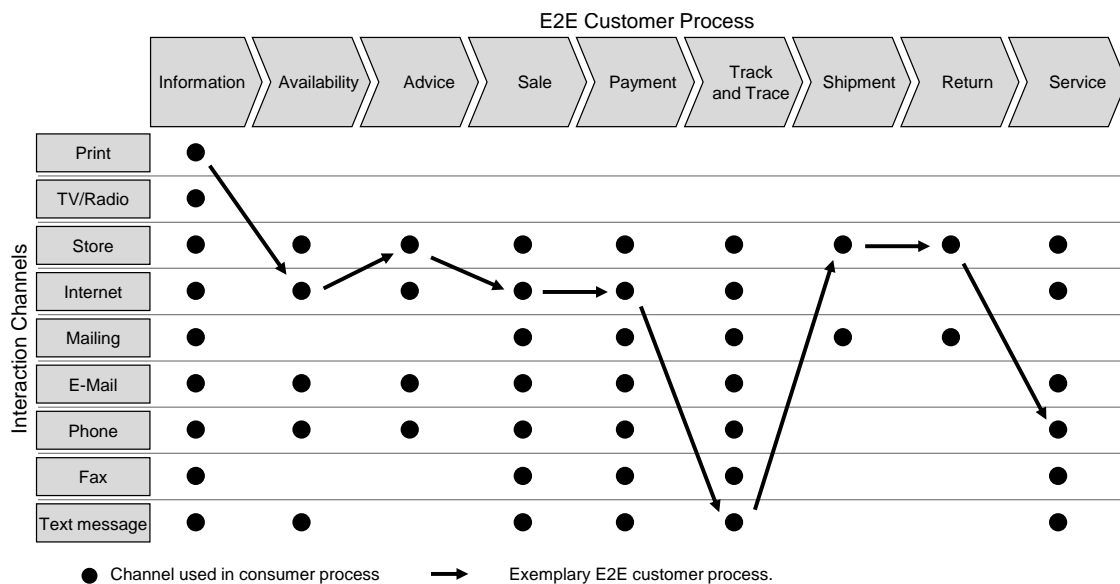 E2E Customer Process
Information
Availability
Advice
Sale
Payment
Track
and Trace
Shipment
Return
Service
Interaction Channels
Print
TV/Radio
Store
Internet
Mailing
E-Mail
Phone
Fax
Text message
Channel used in consumer process
Exemplary E2E customer process.